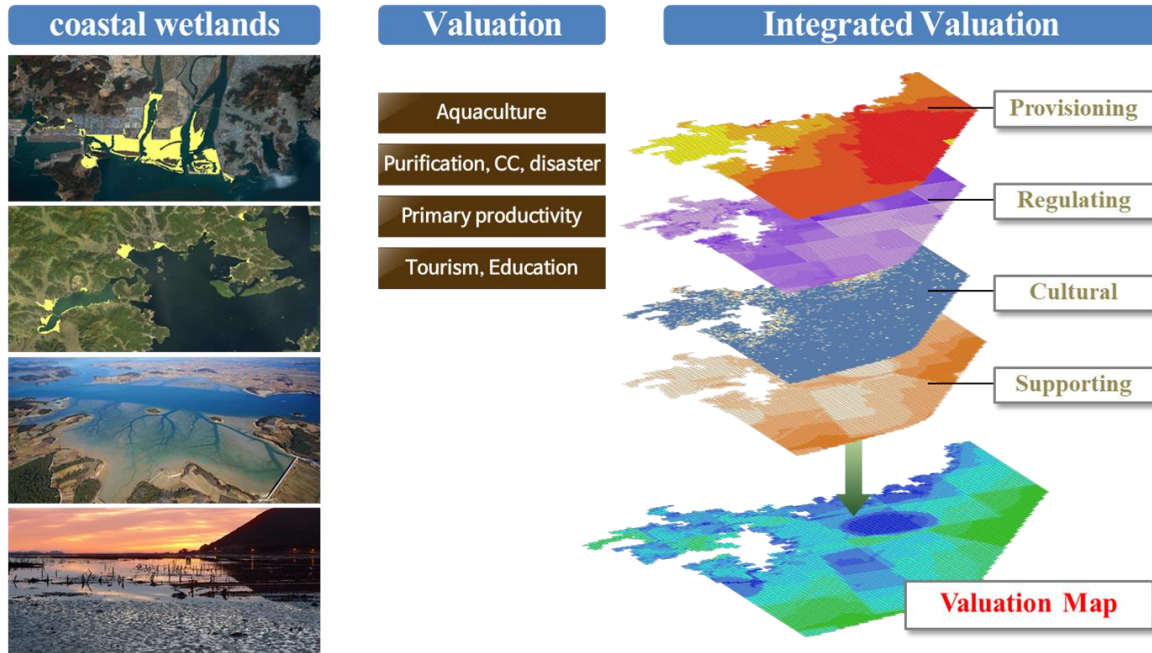 coastal wetlands
Valuation
Integrated Valuation
Aquaculture
Purification, CC, disaster
Primary productivity
Tourism, Education
Provisioning
Regulating
Cultural
Supporting
Valuation Map